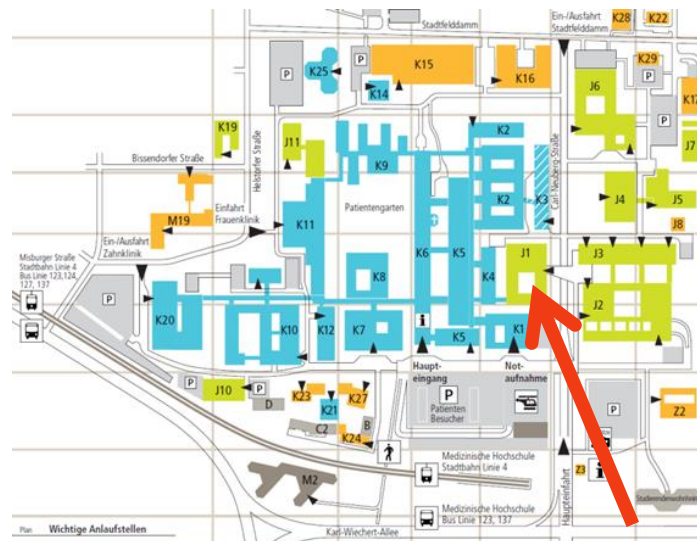 Stadtfelddamm
Ein-/Ausfahrt
Stadtfelddamm
K28
K22
K25
P
P
K14
K15
K16
K29
J6
P
K17
K19
J11
K2
J7
Bissendorfer Straße
Helstorfer Straße
K9
Carl-Neuberg-Straße
K3
K2
J4
J5
M19
Einfahrt
Frauenklinik
K11
Patientengarten
K6
K5
J8
Ein-/Ausfahrt
Zahnklinik
Misburger Straße
Stadtbahn Linie 4
Bus Linie 123,124,
127, 137
K8
K4
J1
J3
J2
P
K20
K10
K12
K7
i
K5
K1
Haupt-
eingang
Not-
aufnahme
P
J10
P
D
K23
K21
K27
C2
B
K24
P
Patienten
Besucher
P
Z2
M2
Medizinische Hochschule
Stadtbahn Linie 4
Haupteinfahrt
Z3
i
Studierendenwohnheim
Medizinische Hochschule
Bus Linie 123, 137
Plan
Wichtige Anlaufstellen
Karl-Wiechert-Allee